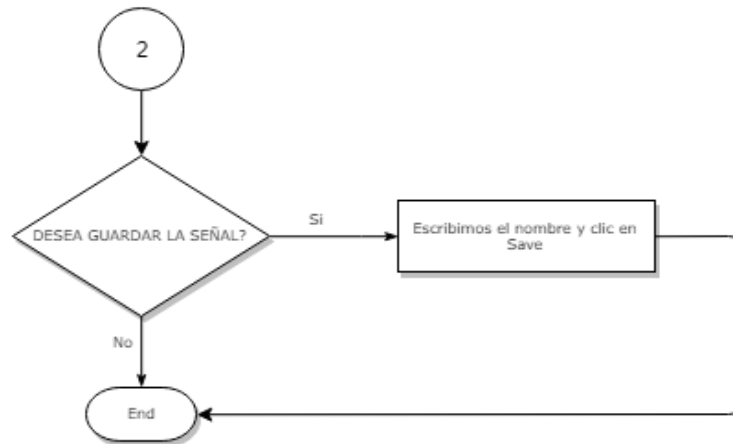 2
DESEA GUARDAR LA SEÑAL?
Si
Escribimos el nombre y clic en
Save
No
End